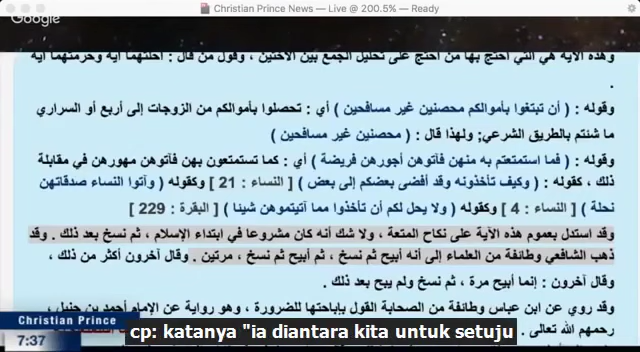 Christian Prince News — Live @ 200.5% — Ready
Google
وهذه الآية هي التي احتج بها من احتج على تحليل الجمع بين الأختين ، وقول من قال : أحلتهما آية وحرمتهما آية
.
وقوله : ( أن تبتغوا بأموالكم محصنين غير مسافحين ) أي : تحصلوا بأموالكم من الزوجات إلى أربع أو السراري
ما شئتم بالطريق الشرعي; ولهذا قال : ( محصنين غير مسافحين )
وقوله : ( فما استمتعتم به منهن فآتوهن أجورهن فريضة ) أي : كما تستمتعون بهن فآتوهن مهورهن في مقابلة
ذلك ، كقوله : ( وكيف تأخذونه وقد أفضى بعضكم إلى بعض ) [ النساء : 21 ] وكقوله ( وآتوا النساء صدقاتهن
نحلة ) [ النساء : 4 ] وكقوله ( ولا يحل لكم أن تأخذوا مما آتيتموهن شيئا ) [ البقرة : 229 ]
وقد استدل بعموم هذه الآية على نكاح المتعة ، ولا شك أنه كان مشروعا في ابتداء الإسلام ، ثم نسخ بعد ذلك . وقد
ذهب الشافعي وطائفة من العلماء إلى أنه أبيح ثم نسخ ، ثم أبيح ثم نسخ ، مرتين . وقال آخرون أكثر من ذلك ،
وقال آخرون : إنما أبيح مرة ، ثم نسخ ولم يبح بعد ذلك .
وقد روي عن ابن عباس وطائفة من الصحابة القول بإباحتها للضرورة ، وهو رواية عن الإمام أحمد بن حنبل ،
رحمهم الله تعالى .
Christian Prince
7:37
cp: katanya "ia diantara kita untuk setuju